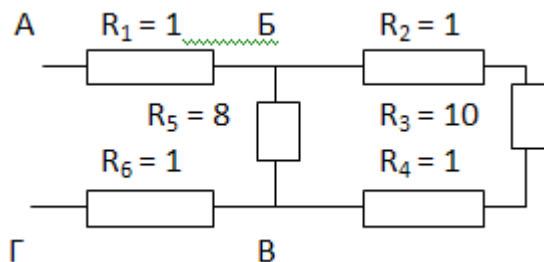 А R₁ = 1 Б R₂ = 1
R₅ = 8 R₃ = 10
R₆ = 1 R₄ = 1
Г В